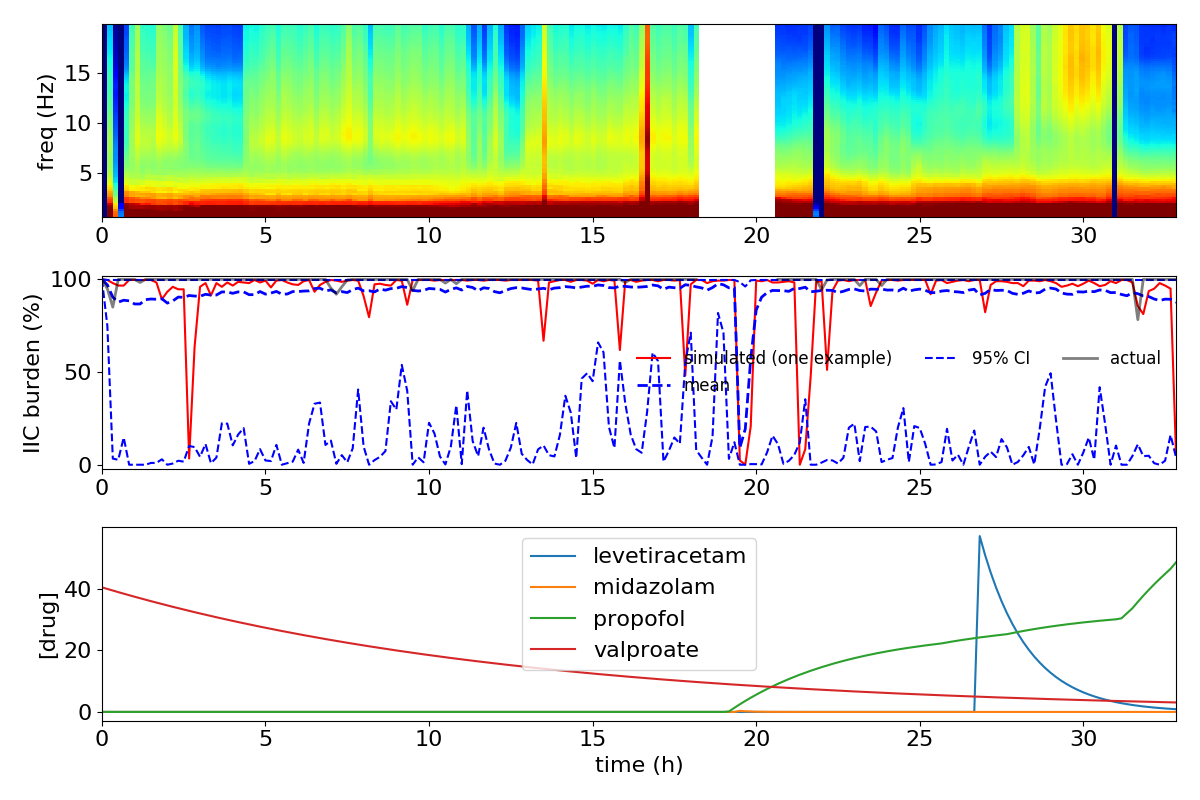 freq (Hz)
15
10
5
0 5 10 15 20 25 30
IIC burden (%)
100
50
0
simulated (one example) 95% CI actual
mean
0 5 10 15 20 25 30
[drug]
40
20
0
levetiracetam
midazolam
propofol
valproate
0 5 10 15 20 25 30
time (h)